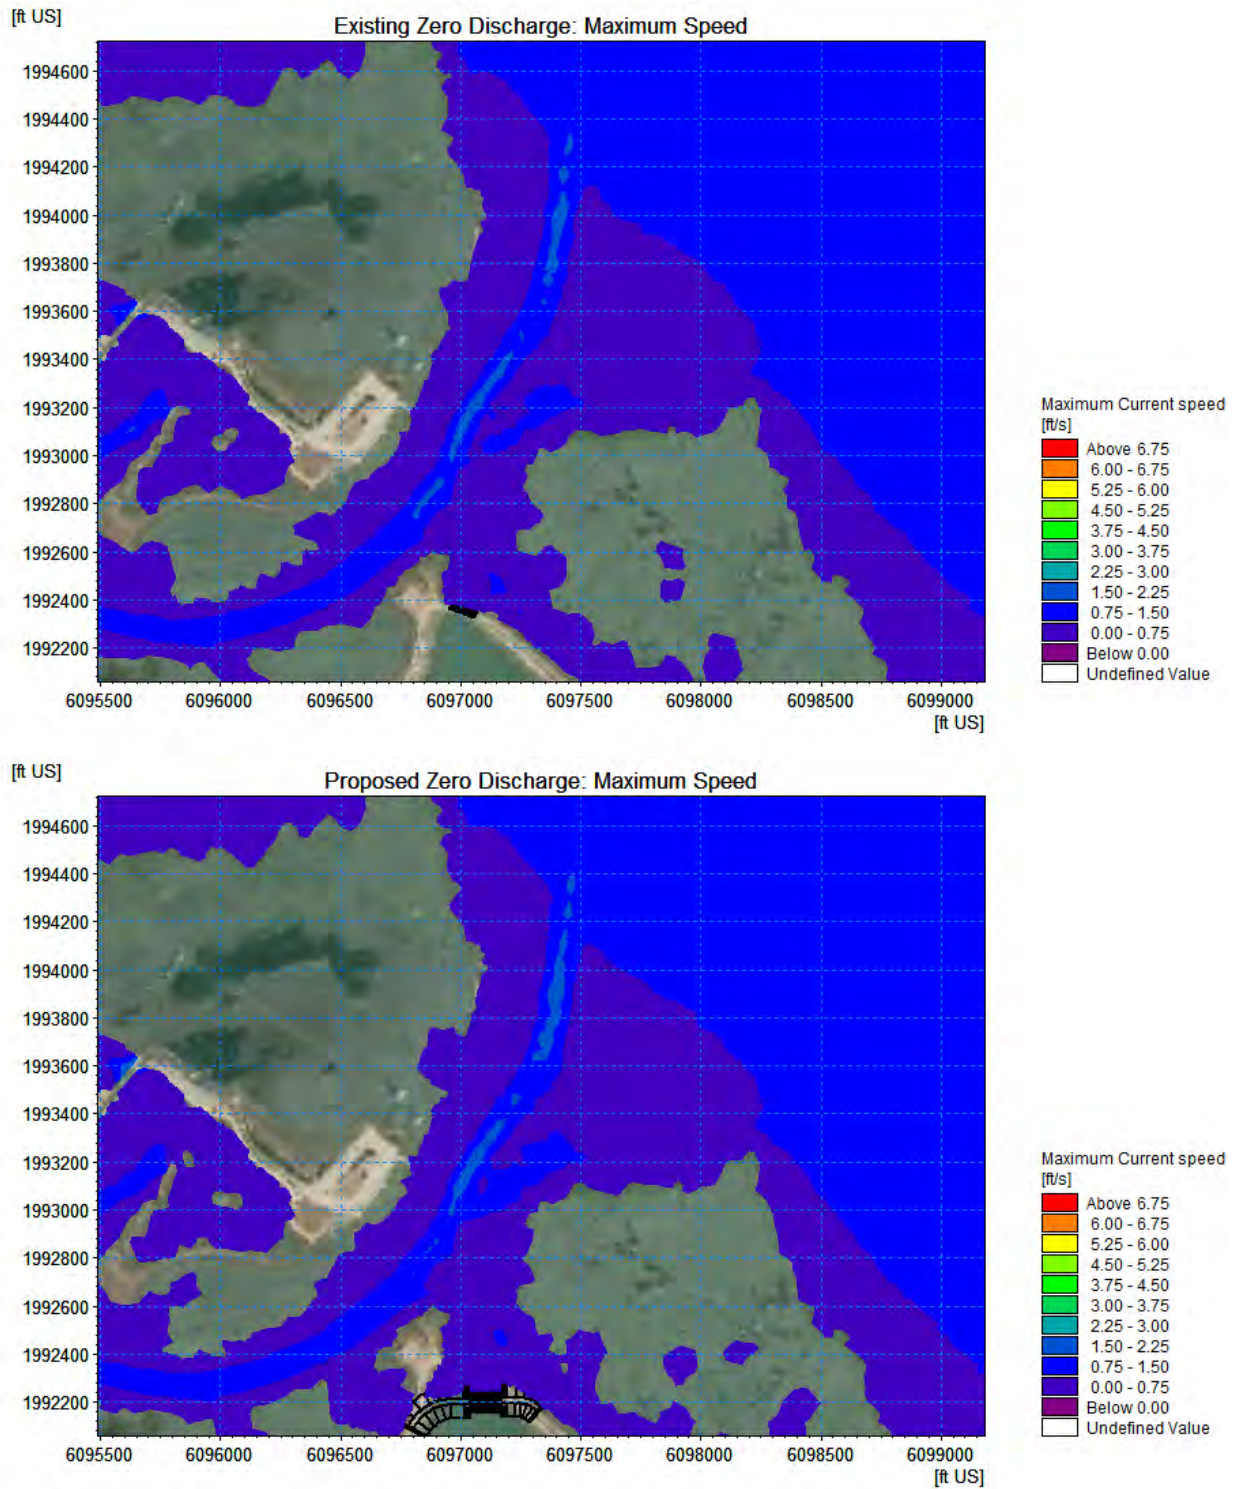 [ft US]
Existing Zero Discharge: Maximum Speed
1994600
1994400
1994200
1994000
1993800
1993600
1993400
1993200
1993000
1992800
1992600
1992400
1992200
6095500 6096000 6096500 6097000 6097500 6098000 6098500 6099000
[ft US]
Maximum Current speed
[ft/s]
Above 6.75
6.00 - 6.75
5.25 - 6.00
4.50 - 5.25
3.75 - 4.50
3.00 - 3.75
2.25 - 3.00
1.50 - 2.25
0.75 - 1.50
0.00 - 0.75
Below 0.00
Undefined Value
[ft US]
Proposed Zero Discharge: Maximum Speed
1994600
1994400
1994200
1994000
1993800
1993600
1993400
1993200
1993000
1992800
1992600
1992400
1992200
6095500 6096000 6096500 6097000 6097500 6098000 6098500 6099000
[ft US]
Maximum Current speed
[ft/s]
Above 6.75
6.00 - 6.75
5.25 - 6.00
4.50 - 5.25
3.75 - 4.50
3.00 - 3.75
2.25 - 3.00
1.50 - 2.25
0.75 - 1.50
0.00 - 0.75
Below 0.00
Undefined Value